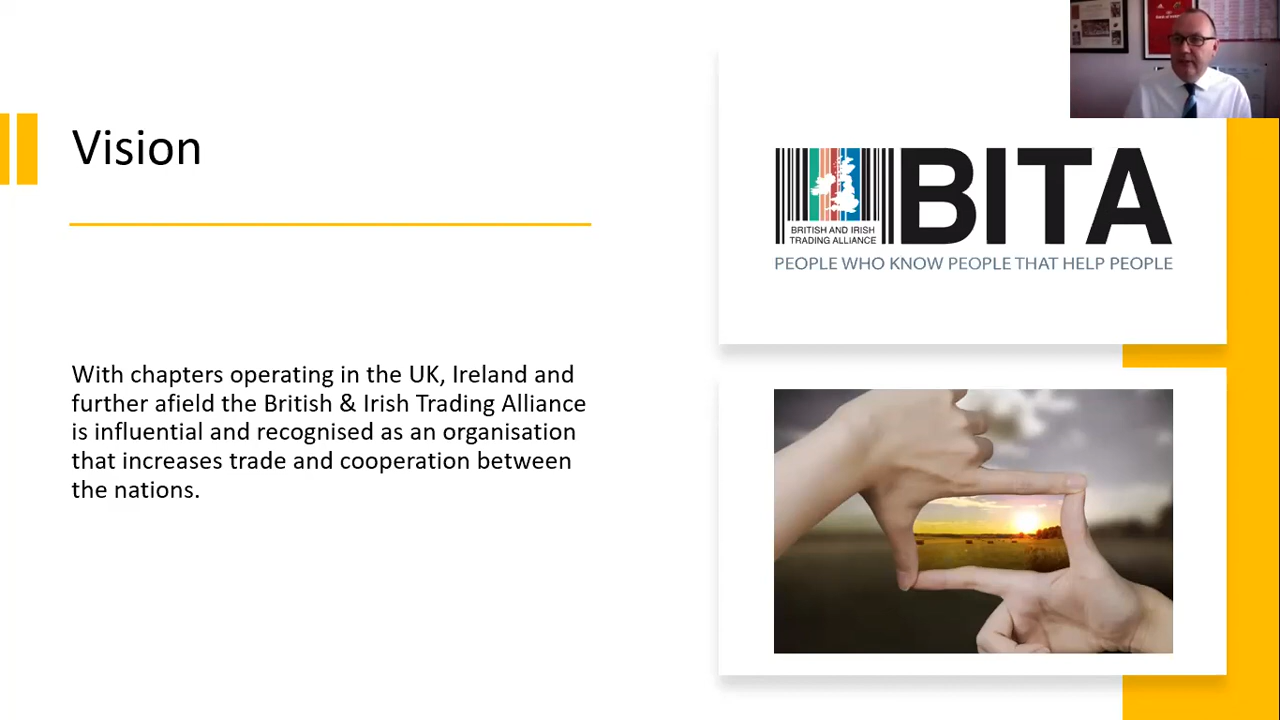 Vision
With chapters operating in the UK, Ireland and
further afield the British & Irish Trading Alliance
is influential and recognised as an organisation
that increases trade and cooperation between
the nations.
BRITISH AND IRISH
TRADING ALLIANCE
BITA
PEOPLE WHO KNOW PEOPLE THAT HELP PEOPLE